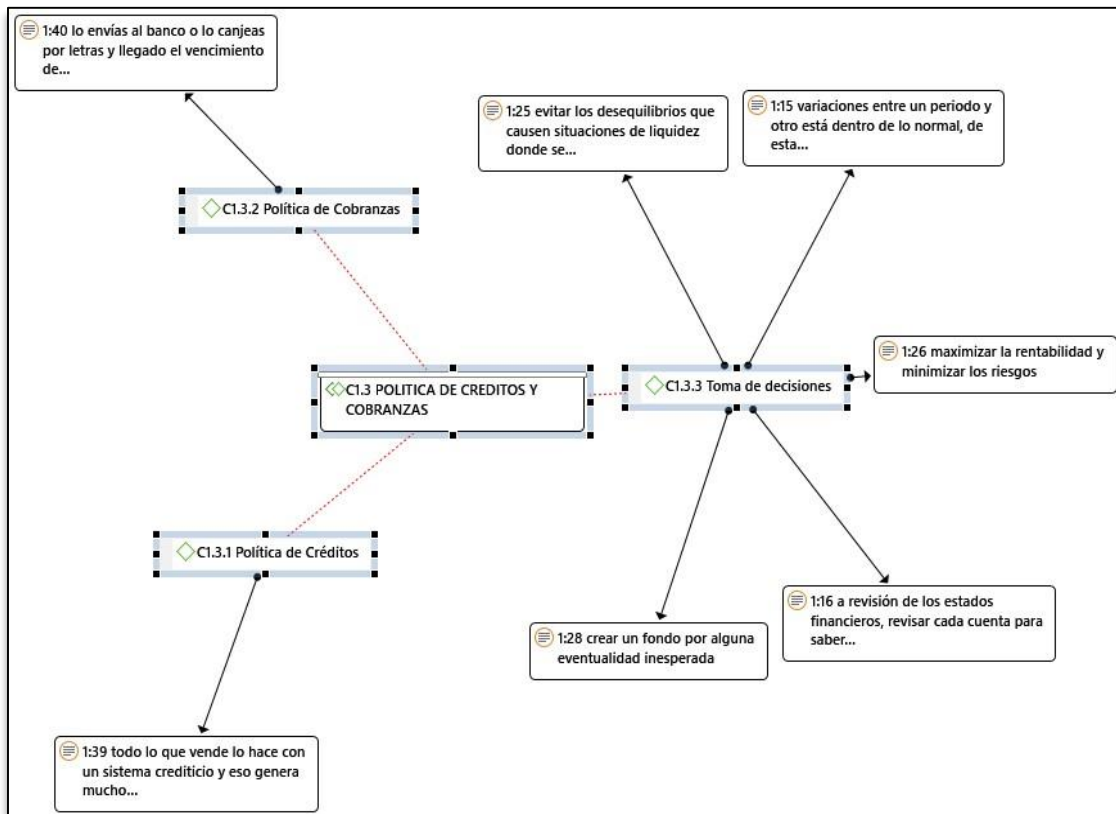 1:40 lo envías al banco o lo canjeas
por letras y llegado el vencimiento
de...
1:25 evitar los desequilibrios que
causen situaciones de liquidez
donde se...
1:15 variaciones entre un periodo y
otro está dentro de lo normal, de
esta...
C1.3.2 Política de Cobranzas
1:26 maximizar la rentabilidad y
minimizar los riesgos
C1.3 POLITICA DE CREDITOS Y
COBRANZAS
C1.3.3 Toma de decisiones
C1.3.1 Política de Créditos
1:28 crear un fondo por alguna
eventualidad inesperada
1:16 a revisión de los estados
financieros, revisar cada cuenta para
saber...
1:39 todo lo que vende lo hace con
un sistema crediticio y eso genera
mucho...